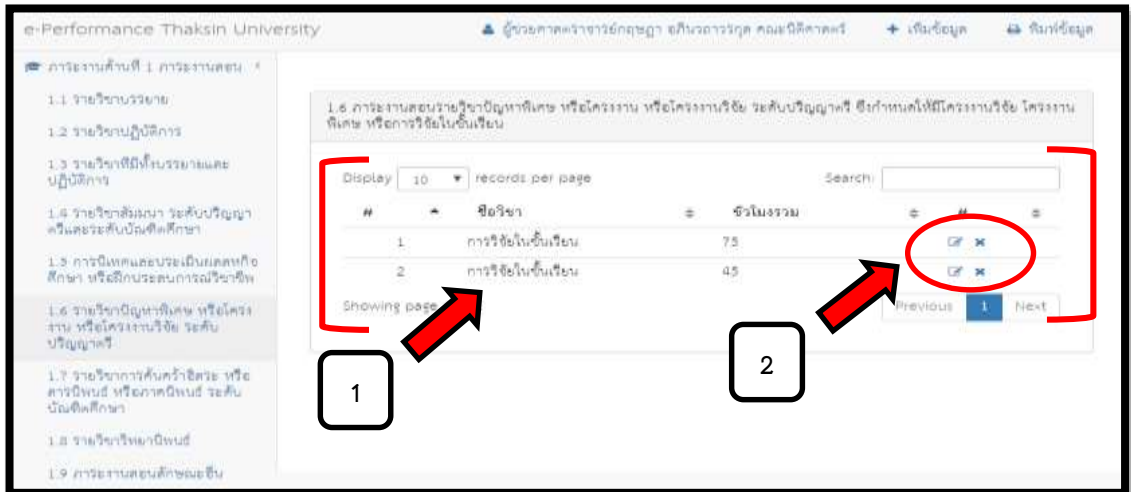 e-Performance Thaksin University
ผู้ช่วยศาสตราจารย์กฤษฎา อภินวถาวรกุล คณะนิติศาสตร์
เพิ่มข้อมูล
พิมพ์ข้อมูล
ภาระงานด้านที่ 1 ภาระงานสอน
1.1 รายวิชาบรรยาย
1.2 รายวิชาปฏิบัติการ
1.3 รายวิชาที่มีทั้งบรรยายและ
ปฏิบัติการ
1.4 รายวิชาสัมมนา ระดับปริญญา
ตรีและระดับบัณฑิตศึกษา
1.5 การนิเทศและประเมินผลสหกิจ
ศึกษา หรือฝึกประสบการณ์วิชาชีพ
1.6 รายวิชาปัญหาพิเศษ หรือโครง
งาน หรือโครงงานวิจัย ระดับ
ปริญญาตรี
1.7 รายวิชาการค้นคว้าอิสระ หรือ
สารนิพนธ์ หรือภาคนิพนธ์ ระดับ
บัณฑิตศึกษา
1.8 รายวิชาวิทยานิพนธ์
1.9 ภาระงานสอนลักษณะอื่น
1.6 ภาระงานสอนรายวิชาปัญหาพิเศษ หรือโครงงาน หรือโครงงานวิจัย ระดับปริญญาตรี ซึ่งกำหนดให้มีโครงงานวิจัย โครงงาน
พิเศษ หรือการวิจัยในชั้นเรียน
Display 10 records per page Search:
# ชื่อวิชา ชั่วโมงรวม #
1 การวิจัยในชั้นเรียน 75
2 การวิจัยในชั้นเรียน 45
Showing page
Previous 1 Next
1
2